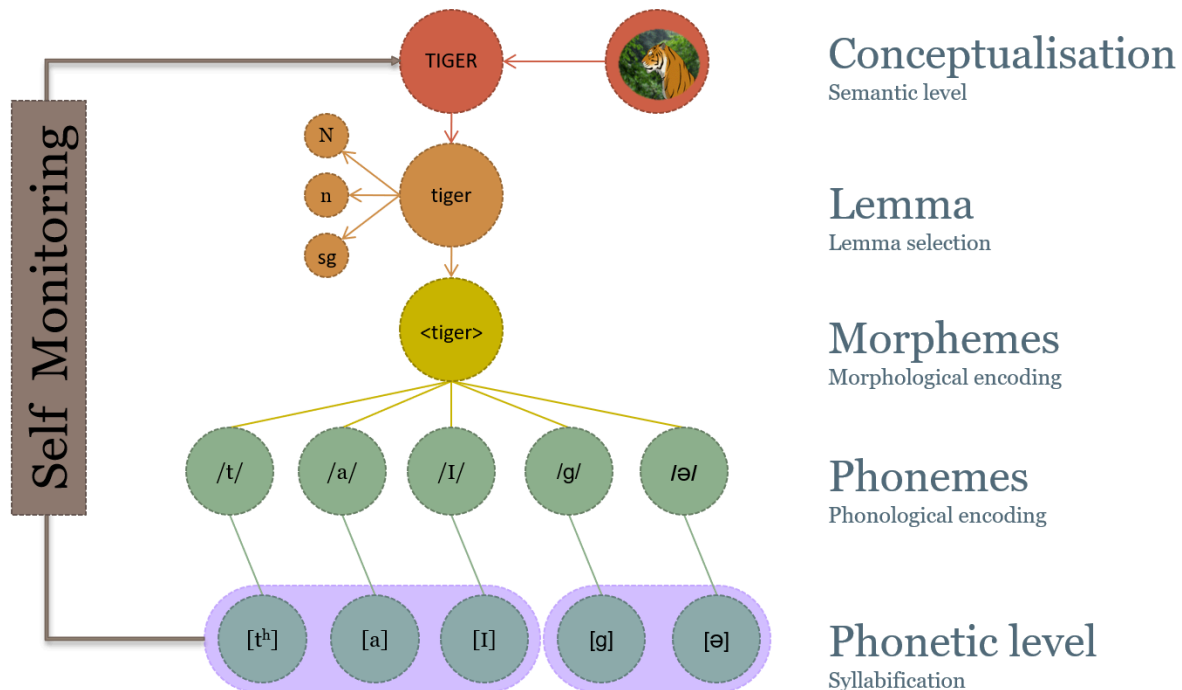 TIGER
Conceptualisation
Semantic level
N
n
sg
tiger
Lemma
Lemma selection
<tiger>
Morphemes
Morphological encoding
Self Monitoring
/t/ /a/ /I/ /g/ /ə/
Phonemes
Phonological encoding
[tʰ] [a] [I] [g] [ə]
Phonetic level
Syllabification